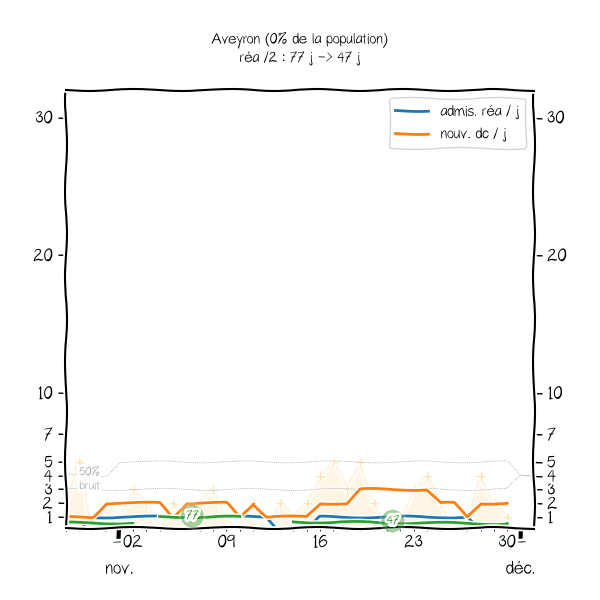 Aveyron (0% de la population)
réa /2 : 77 j -> 47 j
admis. réa / j
nouv. dc / j
30 30
20 20
10 10
7 7
5 5
50%
4 4
bruit
3 3
2 2
1 1
77
47
02 09 16 23 30
nov. déc.